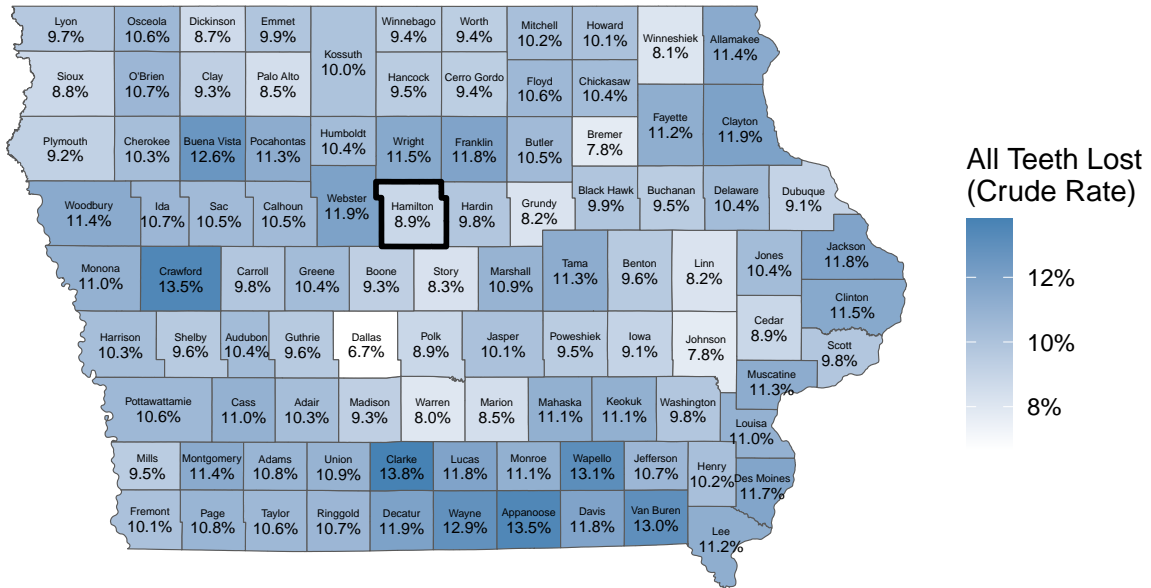 Lyon
9.7%
Osceola
10.6%
Dickinson
8.7%
Emmet
9.9%
Kossuth
10.0%
Winnebago
9.4%
Worth
9.4%
Mitchell
10.2%
Howard
10.1%
Winneshiek
8.1%
Allamakee
11.4%
Sioux
8.8%
O'Brien
10.7%
Clay
9.3%
Palo Alto
8.5%
Hancock
9.5%
Cerro Gordo
9.4%
Floyd
10.6%
Chickasaw
10.4%
Fayette
11.2%
Clayton
11.9%
Plymouth
9.2%
Cherokee
10.3%
Buena Vista
12.6%
Pocahontas
11.3%
Humboldt
10.4%
Wright
11.5%
Franklin
11.8%
Butler
10.5%
Bremer
7.8%
Woodbury
11.4%
Ida
10.7%
Sac
10.5%
Calhoun
10.5%
Webster
11.9%
Hamilton
8.9%
Hardin
9.8%
Grundy
8.2%
Black Hawk
9.9%
Buchanan
9.5%
Delaware
10.4%
Dubuque
9.1%
Monona
11.0%
Crawford
13.5%
Carroll
9.8%
Greene
10.4%
Boone
9.3%
Story
8.3%
Marshall
10.9%
Tama
11.3%
Benton
9.6%
Linn
8.2%
Jones
10.4%
Jackson
11.8%
Clinton
11.5%
Harrison
10.3%
Shelby
9.6%
Audubon
10.4%
Guthrie
9.6%
Dallas
6.7%
Polk
8.9%
Jasper
10.1%
Poweshiek
9.5%
Iowa
9.1%
Johnson
7.8%
Cedar
8.9%
Scott
9.8%
Muscatine
11.3%
Pottawattamie
10.6%
Cass
11.0%
Adair
10.3%
Madison
9.3%
Warren
8.0%
Marion
8.5%
Mahaska
11.1%
Keokuk
11.1%
Washington
9.8%
Louisa
11.0%
Mills
9.5%
Montgomery
11.4%
Adams
10.8%
Union
10.9%
Clarke
13.8%
Lucas
11.8%
Monroe
11.1%
Wapello
13.1%
Jefferson
10.7%
Henry
10.2%
Des Moines
11.7%
Fremont
10.1%
Page
10.8%
Taylor
10.6%
Ringgold
10.7%
Decatur
11.9%
Wayne
12.9%
Appanoose
13.5%
Davis
11.8%
Van Buren
13.0%
Lee
11.2%
All Teeth Lost
(Crude Rate)
12%
10%
8%